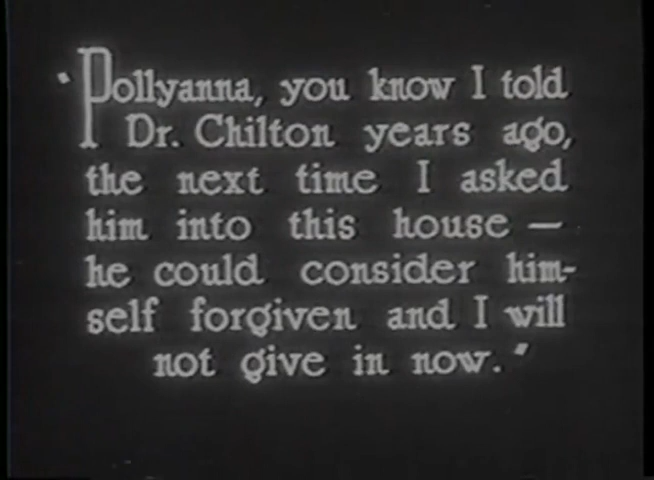 "Pollyanna, you know I told
Dr. Chilton years ago,
the next time I asked
him into this house —
he could consider him-
self forgiven and I will
not give in now."